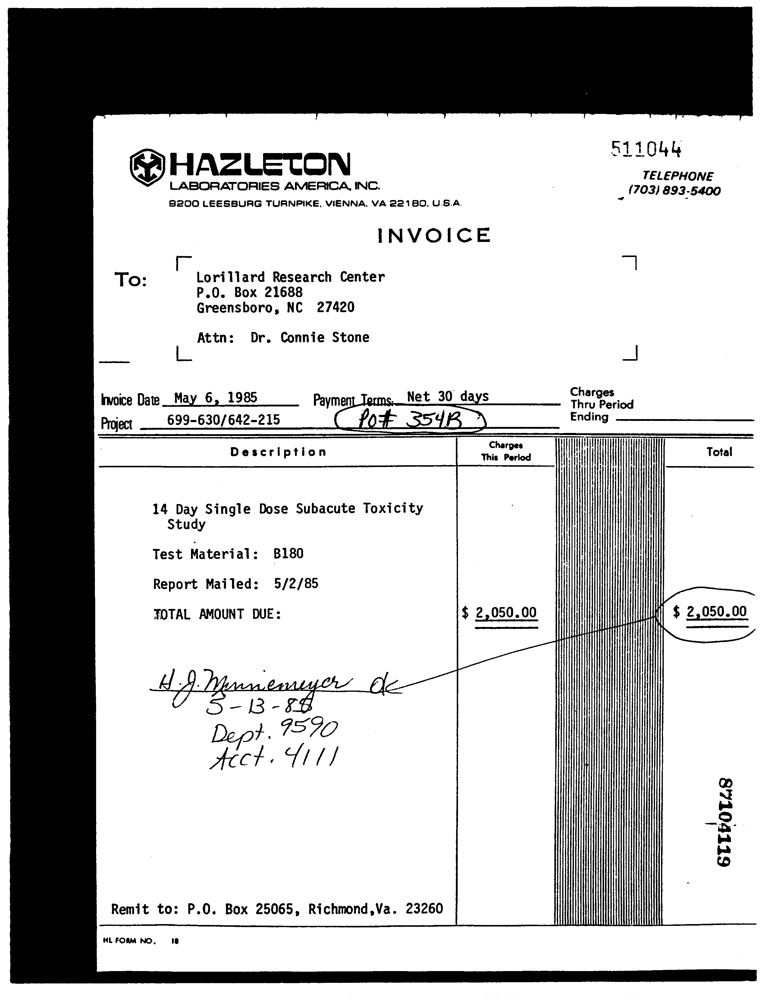 511044
HAZLETON
LABORATORIES AMERICA, INC.
9200 LEESBURG TURNPIKE, VIENNA, VA 22180, U.S.A.
TELEPHONE
(703) 893-5400
INVOICE
To:
Lorillard Research Center
P.O. Box 21688
Greensboro, NC 27420
Attn: Dr. Connie Stone
Invoice Date May 6, 1985 Payment Terms: Net 30 days
Charges Thru Period Ending
Project 699-630/642-215 PO# 354B
Description Charges This Period Total
14 Day Single Dose Subacute Toxicity
Study
Test Material: B180
Report Mailed: 5/2/85
TOTAL AMOUNT DUE: $ 2,050.00 $ 2,050.00
H.J. Minnemeyer ok
5-13-85
Dept. 9590
Acct. 4111
87104119
Remit to: P.O. Box 25065, Richmond,Va. 23260
HL FORM NO. 18